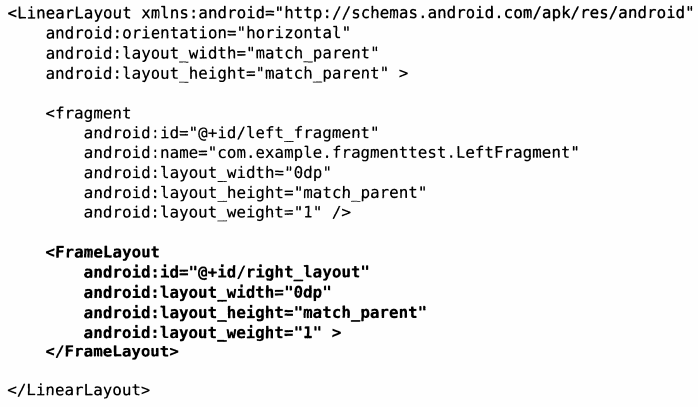 <LinearLayout xmlns:android="http://schemas.android.com/apk/res/android"
    android:orientation="horizontal"
    android:layout_width="match_parent"
    android:layout_height="match_parent" >

    <fragment
        android:id="@+id/left_fragment"
        android:name="com.example.fragmenttest.LeftFragment"
        android:layout_width="0dp"
        android:layout_height="match_parent"
        android:layout_weight="1" />

    <FrameLayout
        android:id="@+id/right_layout"
        android:layout_width="0dp"
        android:layout_height="match_parent"
        android:layout_weight="1" >
    </FrameLayout>

</LinearLayout>